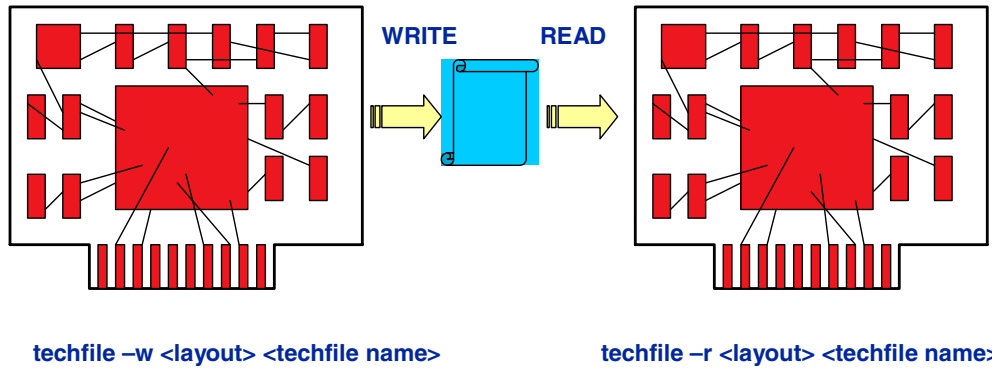 WRITE READ
techfile –w <layout> <techfile name>
techfile –r <layout> <techfile name>